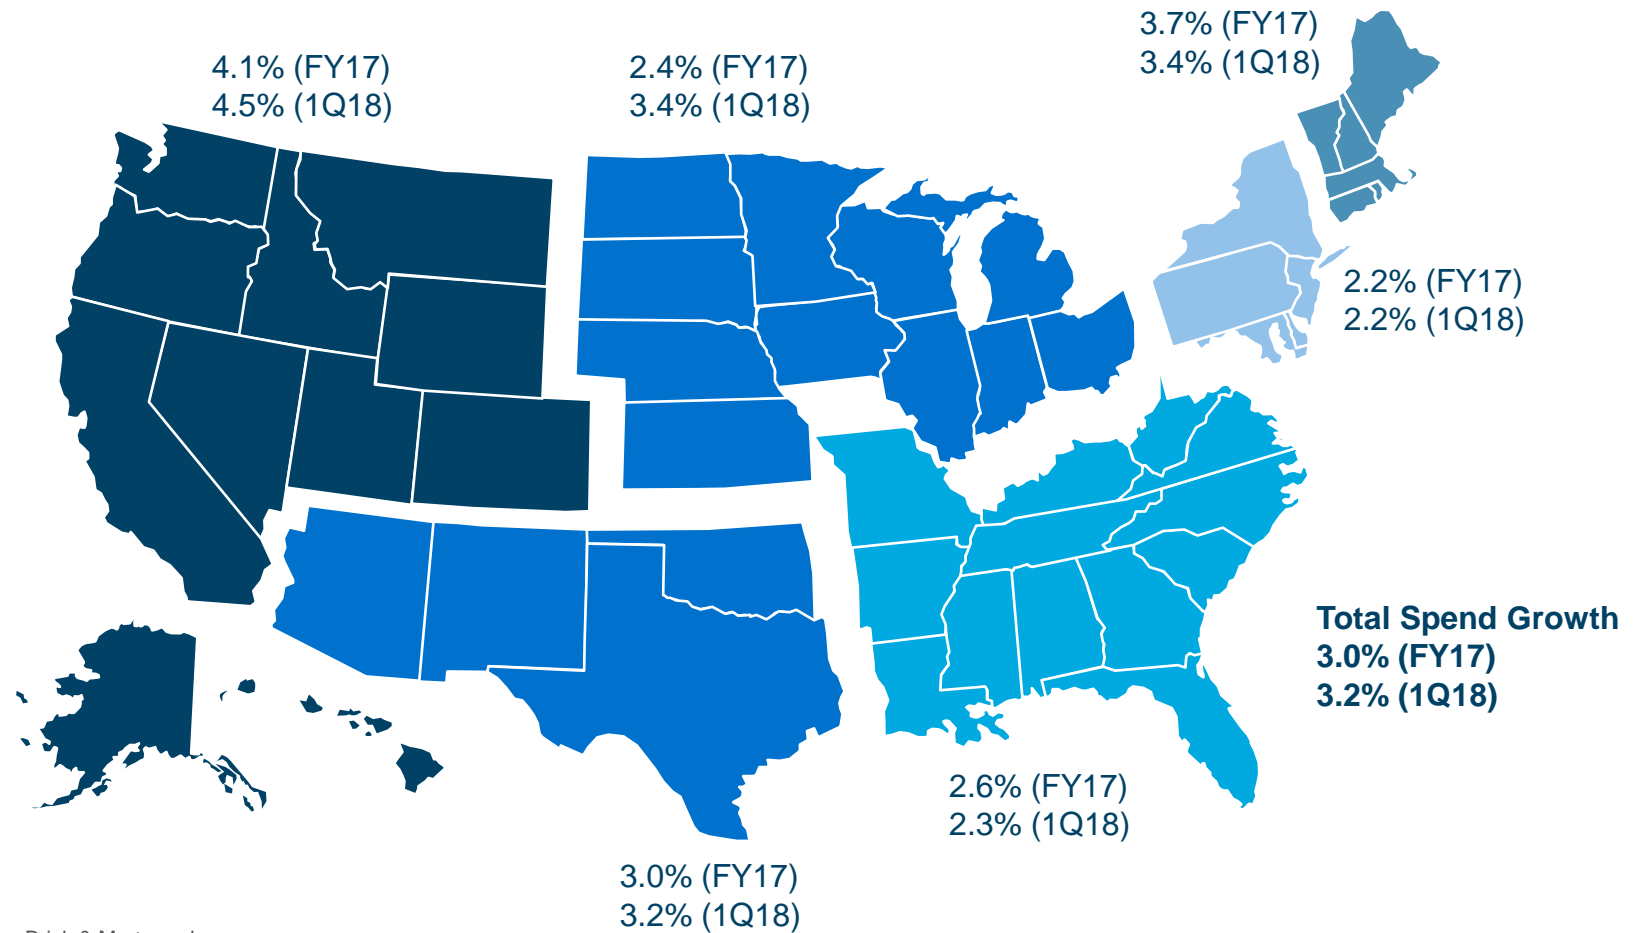 3.7% (FY17)
3.4% (1Q18)
4.1% (FY17)
4.5% (1Q18)
2.4% (FY17)
3.4% (1Q18)
2.2% (FY17)
2.2% (1Q18)
Total Spend Growth
3.0% (FY17)
3.2% (1Q18)
2.6% (FY17)
2.3% (1Q18)
3.0% (FY17)
3.2% (1Q18)